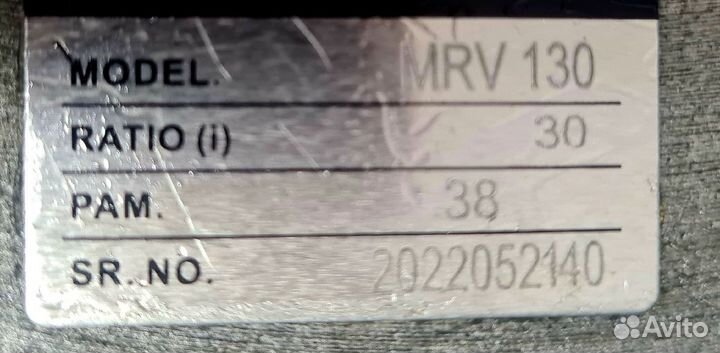 MODEL. MRV 130
RATIO (i) 30
PAM. 38
SR. NO. 2022052140
Avito